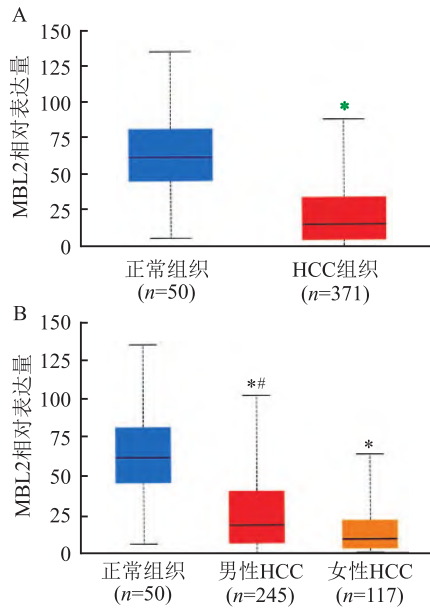 A
MBL2相对表达量
150
125
100
75
50
25
0
*
正常组织
(n=50)
HCC组织
(n=371)
B
MBL2相对表达量
150
125
100
75
50
25
0
*#
*
正常组织
(n=50)
男性HCC
(n=245)
女性HCC
(n=117)